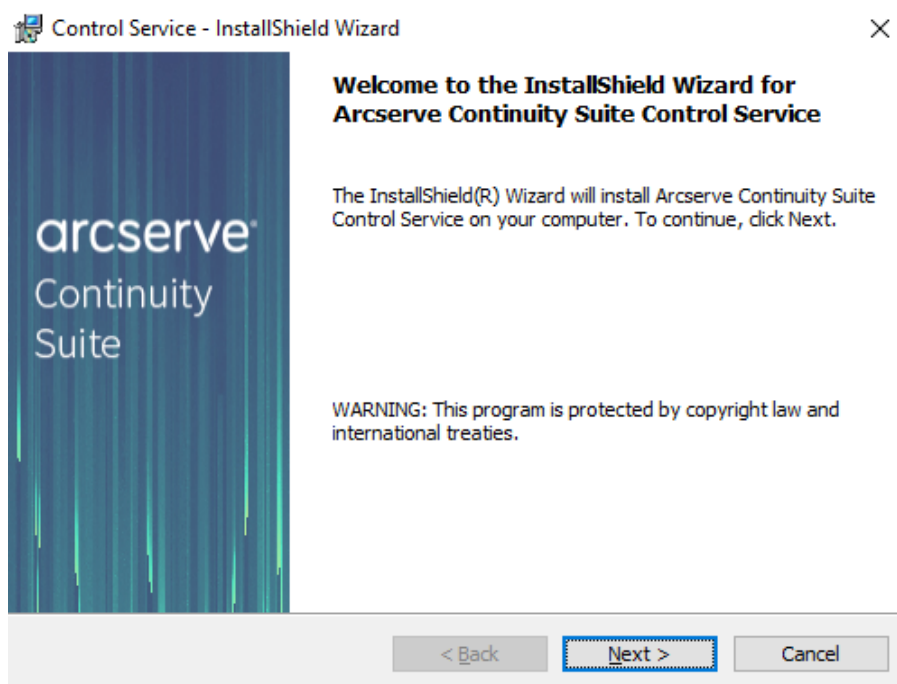 Control Service - InstallShield Wizard
Welcome to the InstallShield Wizard for
Arcserve Continuity Suite Control Service
The InstallShield(R) Wizard will install Arcserve Continuity Suite
Control Service on your computer. To continue, click Next.
arcserve®
Continuity
Suite
WARNING: This program is protected by copyright law and
international treaties.
< Back
Next >
Cancel